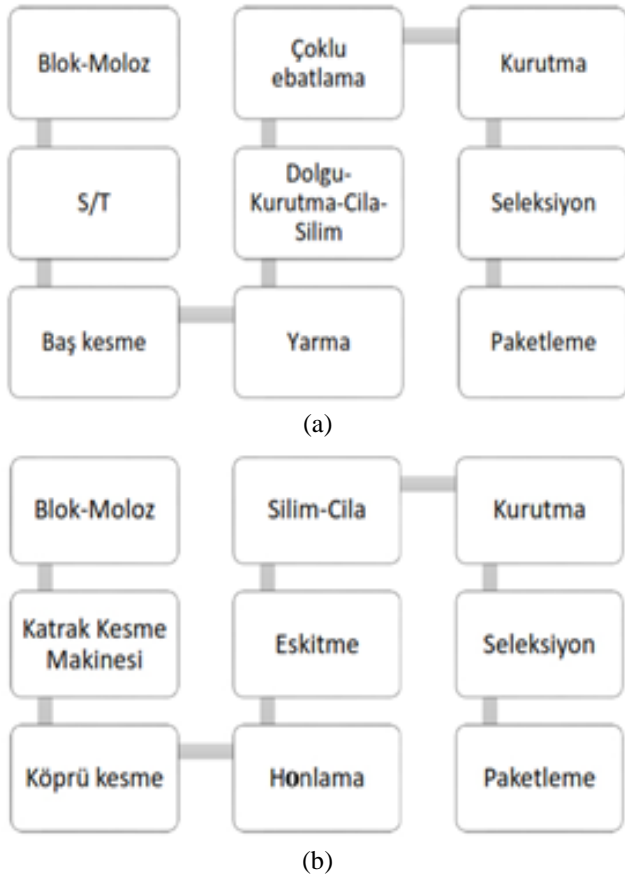 Blok-Moloz
S/T
Baş kesme
Yarma
Dolgu-
Kurutma-Cila-
Silim
Çoklu
ebatlama
Kurutma
Seleksiyon
Paketleme
(a)
Blok-Moloz
Katrak Kesme
Makinesi
Köprü kesme
Honlama
Eskitme
Silim-Cila
Kurutma
Seleksiyon
Paketleme
(b)